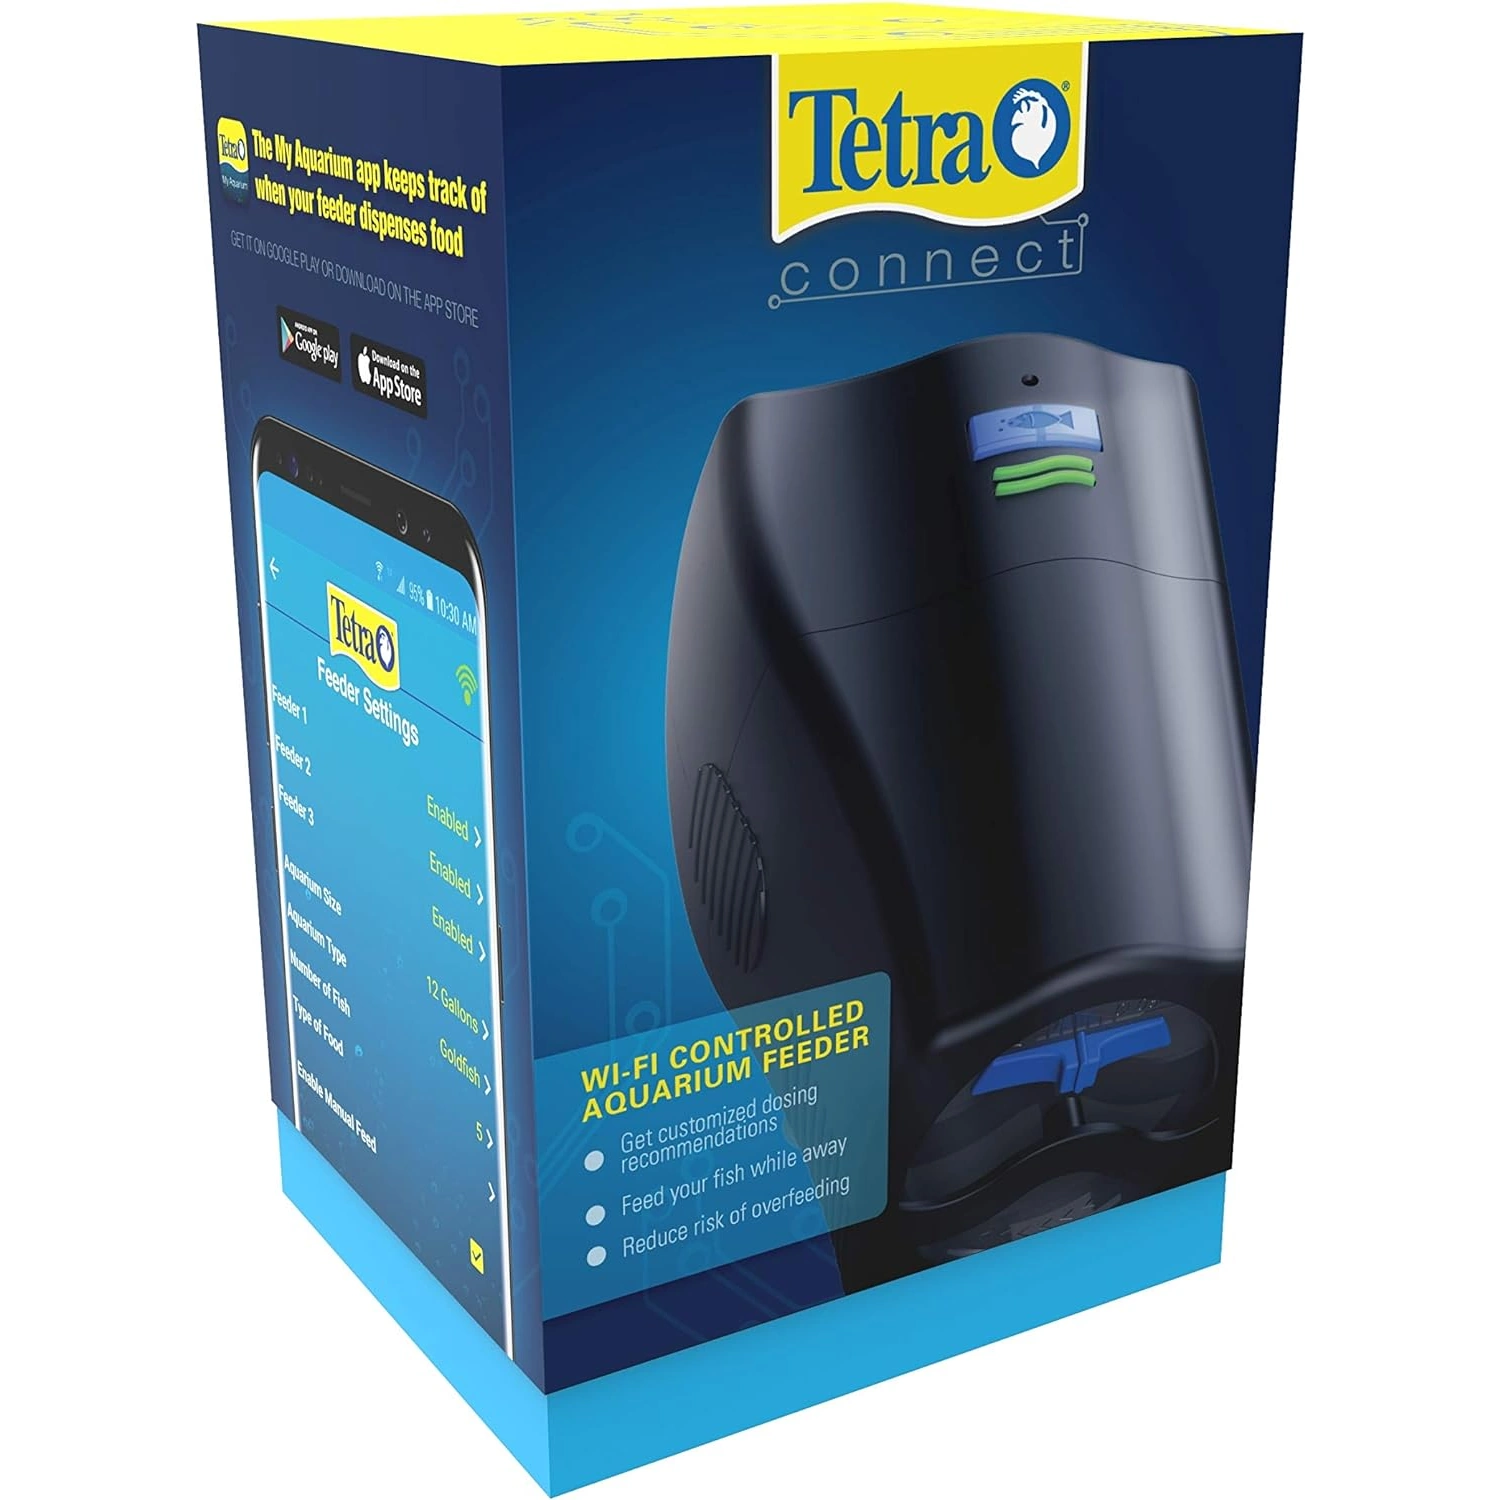 Tetra
My Aquarium
The My Aquarium app keeps track of
when your feeder dispenses food
GET IT ON GOOGLE PLAY OR DOWNLOAD ON THE APP STORE
Google play
Download on the
App Store
95% 10:30 AM
Tetra
Feeder Settings
Feeder 1 Enabled
Feeder 2 Enabled
Feeder 3 Enabled
Aquarium Size 12 Gallons
Aquarium Type Goldfish
Number of Fish 5
Type of Food
Enable Manual Feed
Tetra®
connect
WI-FI CONTROLLED
AQUARIUM FEEDER
Get customized dosing
recommendations
Feed your fish while away
Reduce risk of overfeeding